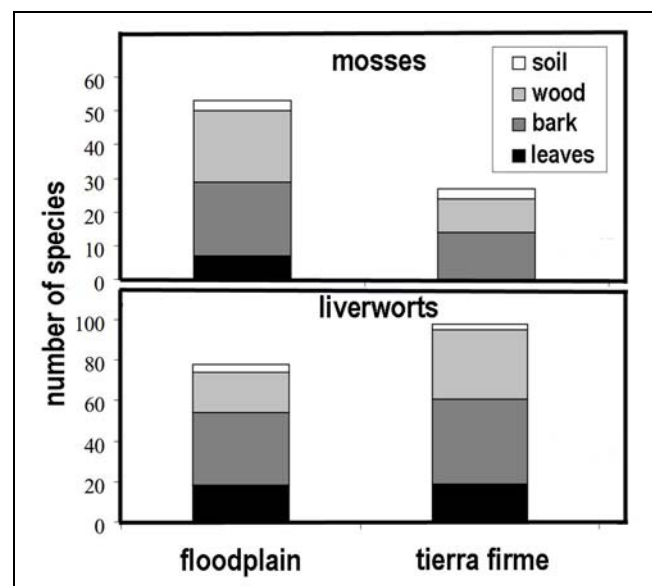 mosses
soil
wood
bark
leaves
60
50
40
30
20
10
0
number of species
liverworts
100
80
60
40
20
0
floodplain
tierra firme